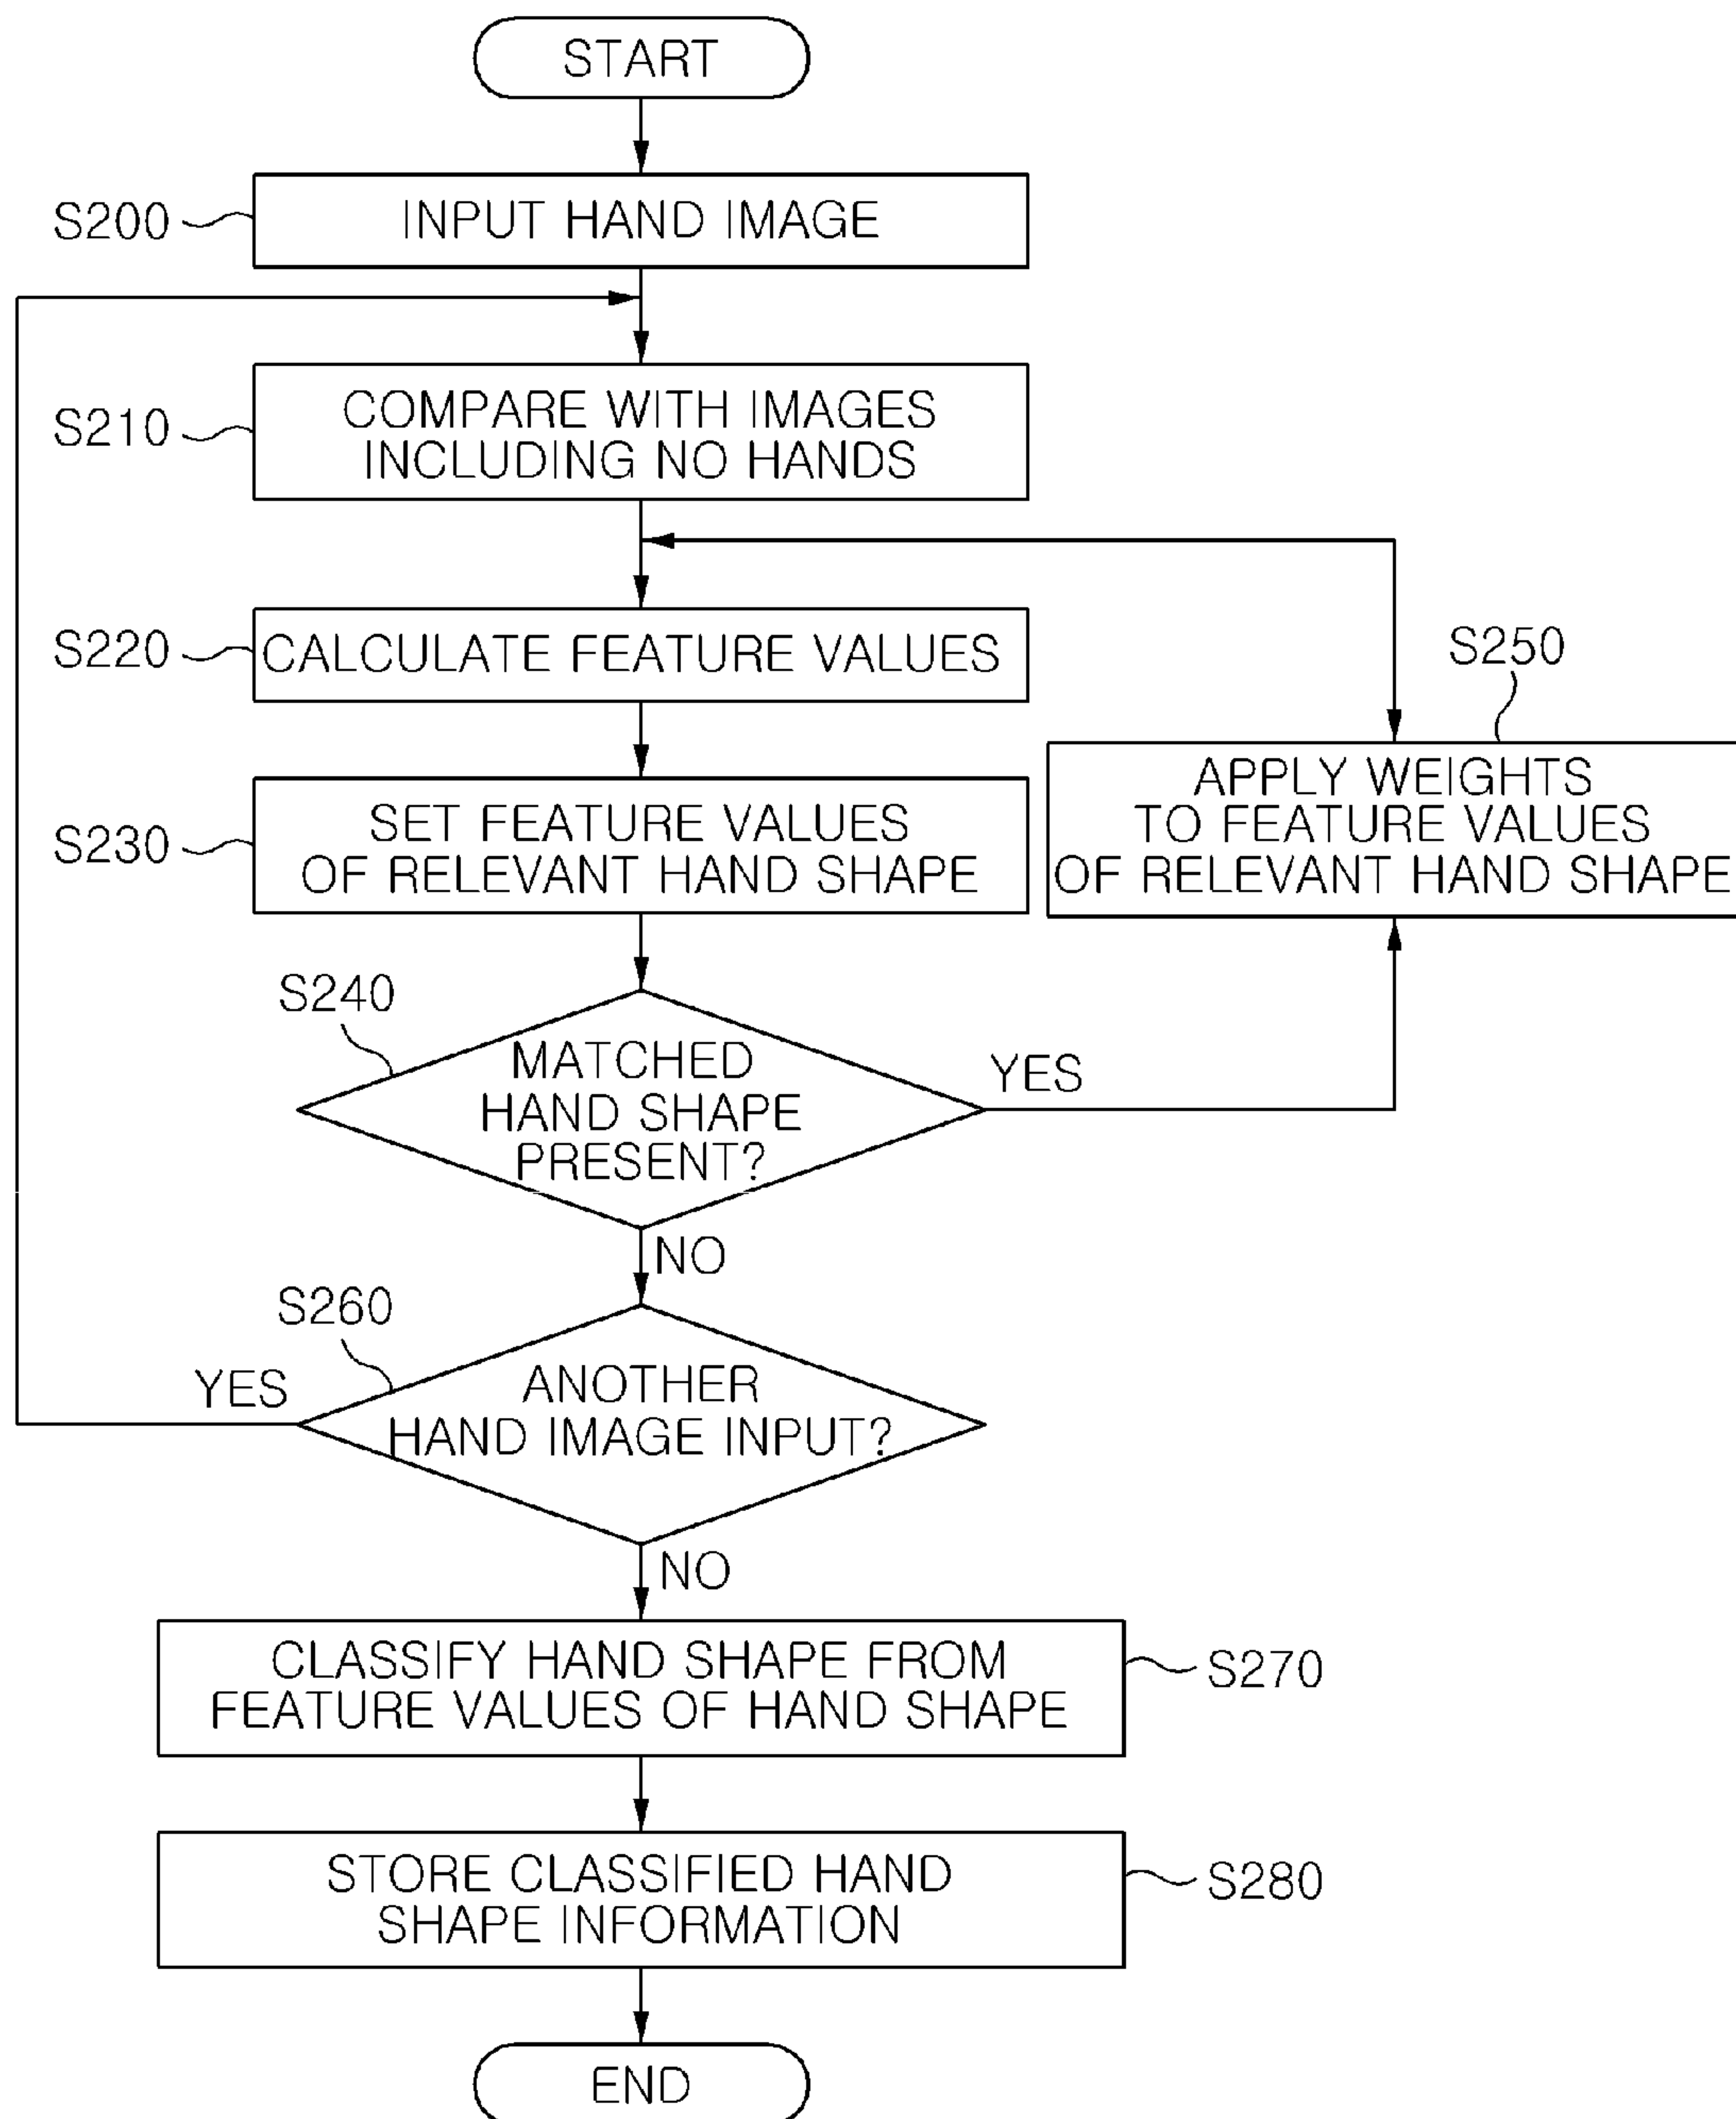 START
S200
INPUT HAND IMAGE
S210
COMPARE WITH IMAGES
INCLUDING NO HANDS
S220
CALCULATE FEATURE VALUES
S250
APPLY WEIGHTS
TO FEATURE VALUES
OF RELEVANT HAND SHAPE
S230
SET FEATURE VALUES
OF RELEVANT HAND SHAPE
S240
MATCHED
HAND SHAPE
PRESENT?
YES
NO
S260
YES
ANOTHER
HAND IMAGE INPUT?
NO
CLASSIFY HAND SHAPE FROM
FEATURE VALUES OF HAND SHAPE
S270
STORE CLASSIFIED HAND
SHAPE INFORMATION
S280
END